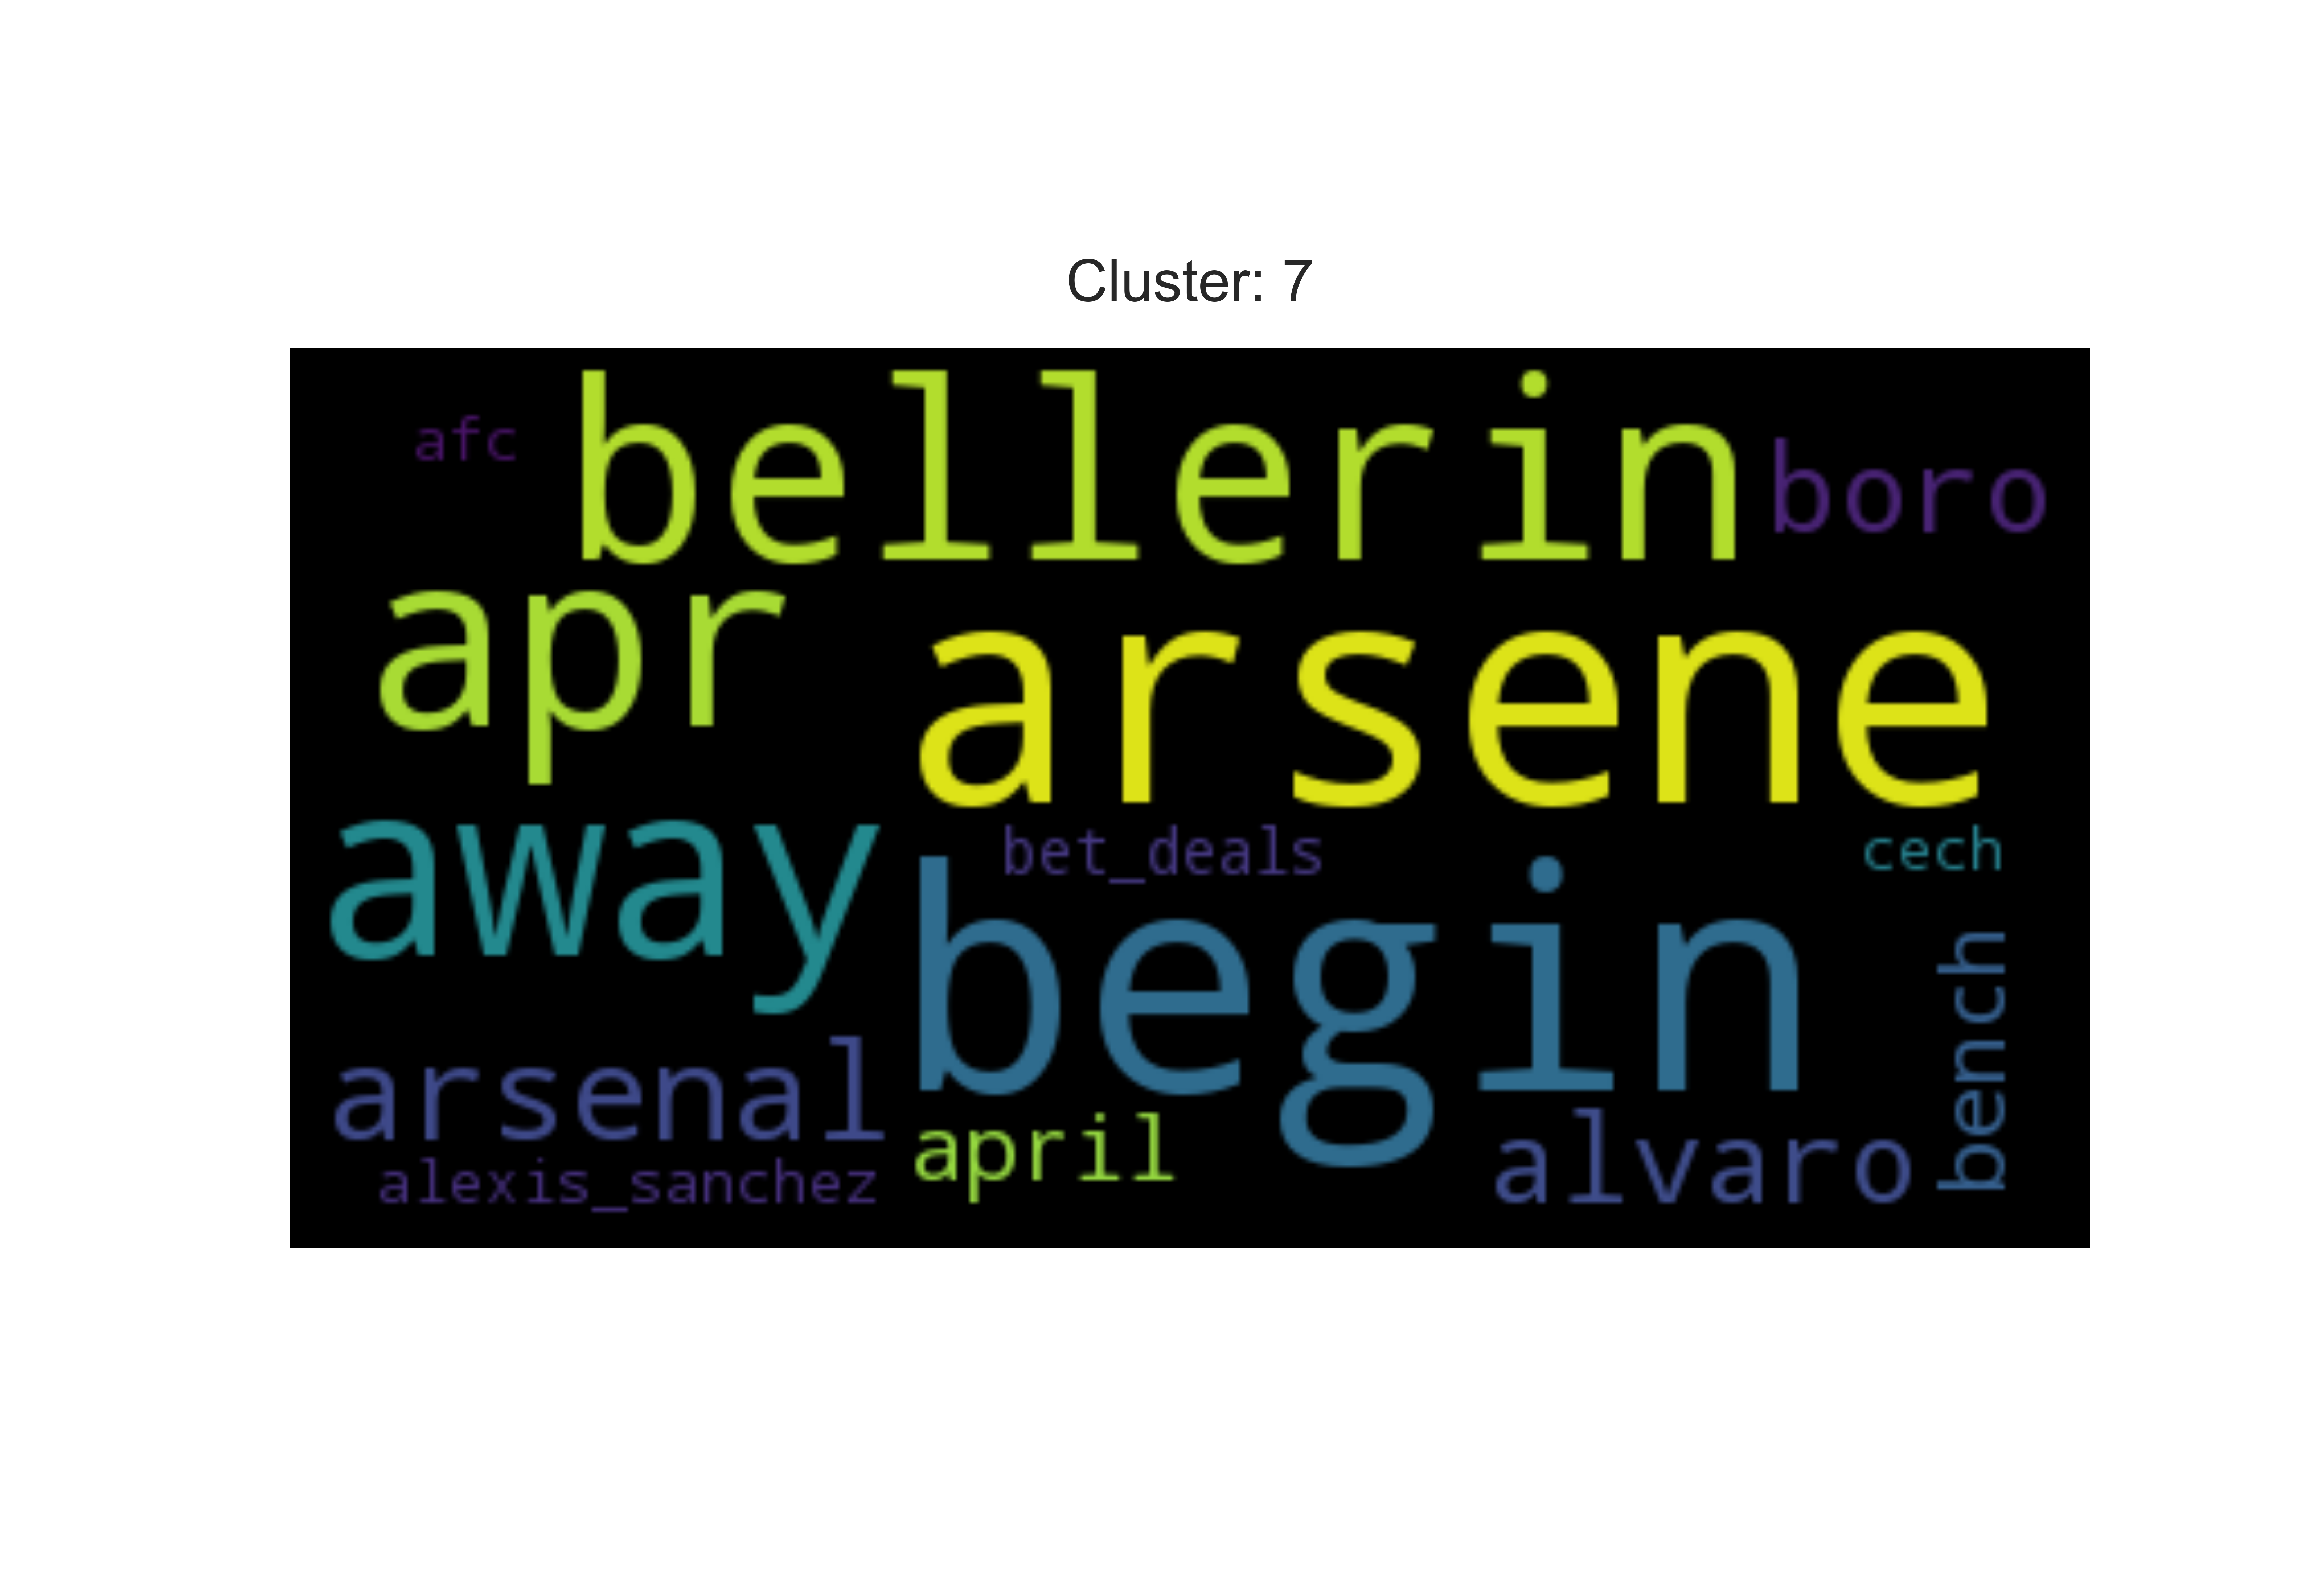 Cluster: 7
afc
bellerin
boro
apr
arsene
away
bet_deals
cech
begin
bench
arsenal
april
alvaro
alexis_sanchez